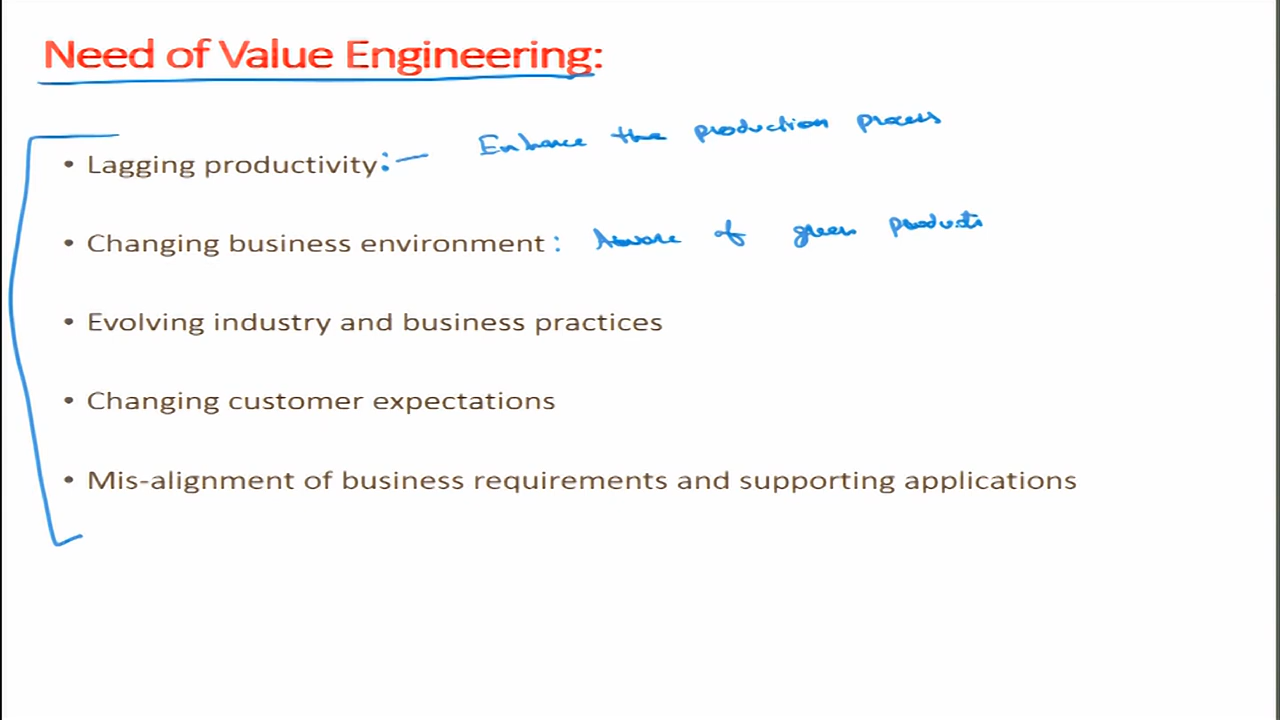 Need of Value Engineering:
Enhance the production process
• Lagging productivity:—
• Changing business environment : Aware of green products
• Evolving industry and business practices
• Changing customer expectations
• Mis-alignment of business requirements and supporting applications